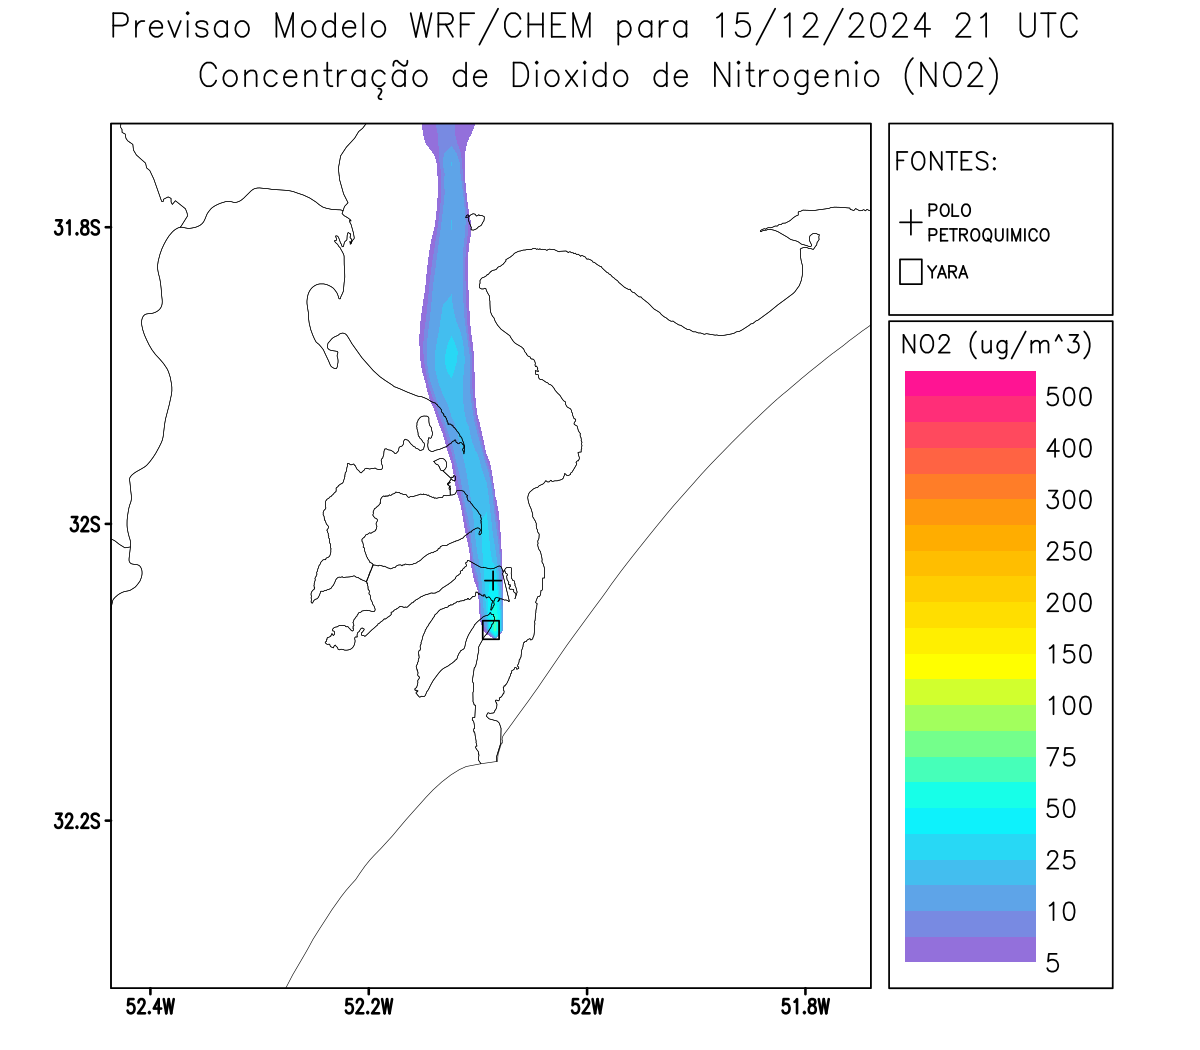 Previsao Modelo WRF/CHEM para 15/12/2024 21 UTC
Concentração de Dioxido de Nitrogenio (NO2)
FONTES:
POLO
PETROQUIMICO
YARA
31.8S
32S
32.2S
52.4W
52.2W
52W
51.8W
NO2 (ug/m^3)
500
400
300
250
200
150
100
75
50
25
10
5